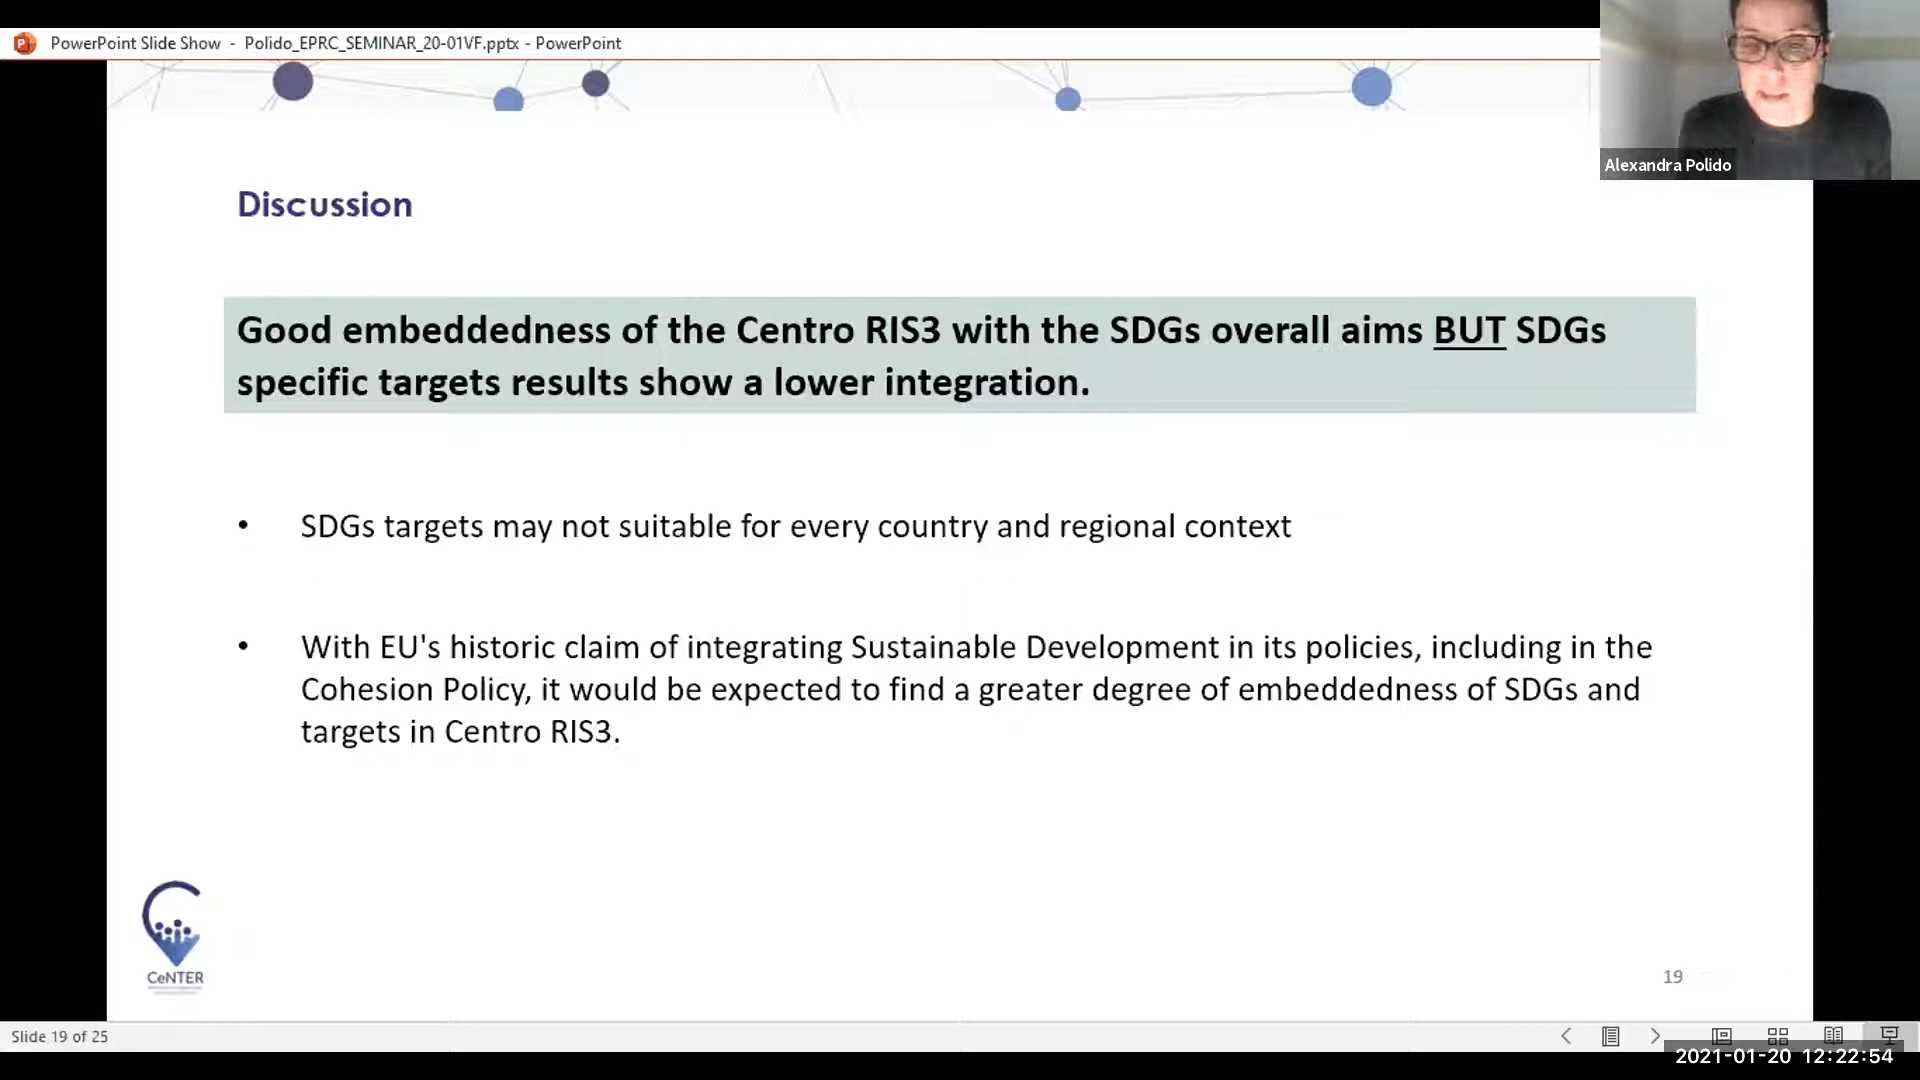 PowerPoint Slide Show - Polido_EPRC_SEMINAR_20-01VF.pptx - PowerPoint
Alexandra Polido
Discussion
Good embeddedness of the Centro RIS3 with the SDGs overall aims BUT SDGs
specific targets results show a lower integration.
• SDGs targets may not suitable for every country and regional context
• With EU's historic claim of integrating Sustainable Development in its policies, including in the
Cohesion Policy, it would be expected to find a greater degree of embeddedness of SDGs and
targets in Centro RIS3.
CeNTER
19
Slide 19 of 25
2021-01-20 12:22:54